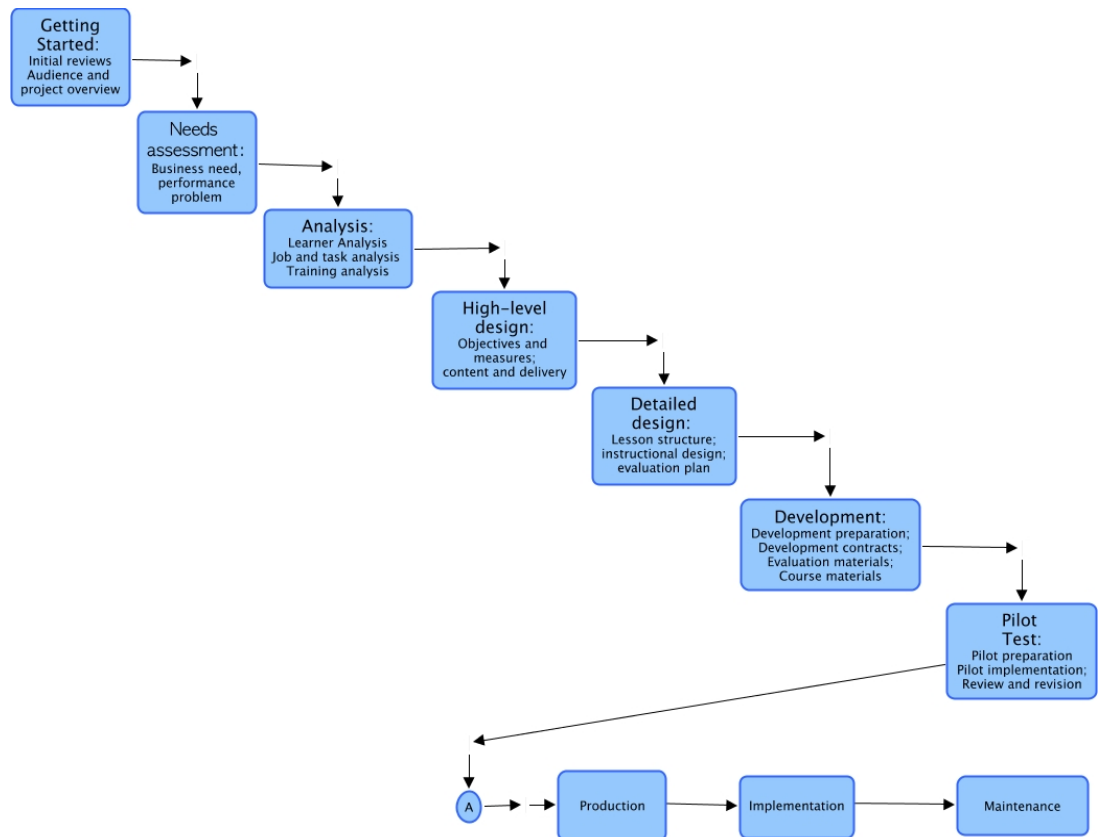 Getting
Started:
Initial reviews
Audience and
project overview
Needs
assessment:
Business need,
performance
problem
Analysis:
Learner Analysis
Job and task analysis
Training analysis
High-level
design:
Objectives and
measures;
content and delivery
Detailed
design:
Lesson structure;
instructional design;
evaluation plan
Development:
Development preparation;
Development contracts;
Evaluation materials;
Course materials
Pilot
Test:
Pilot preparation
Pilot implementation;
Review and revision
A
Production
Implementation
Maintenance